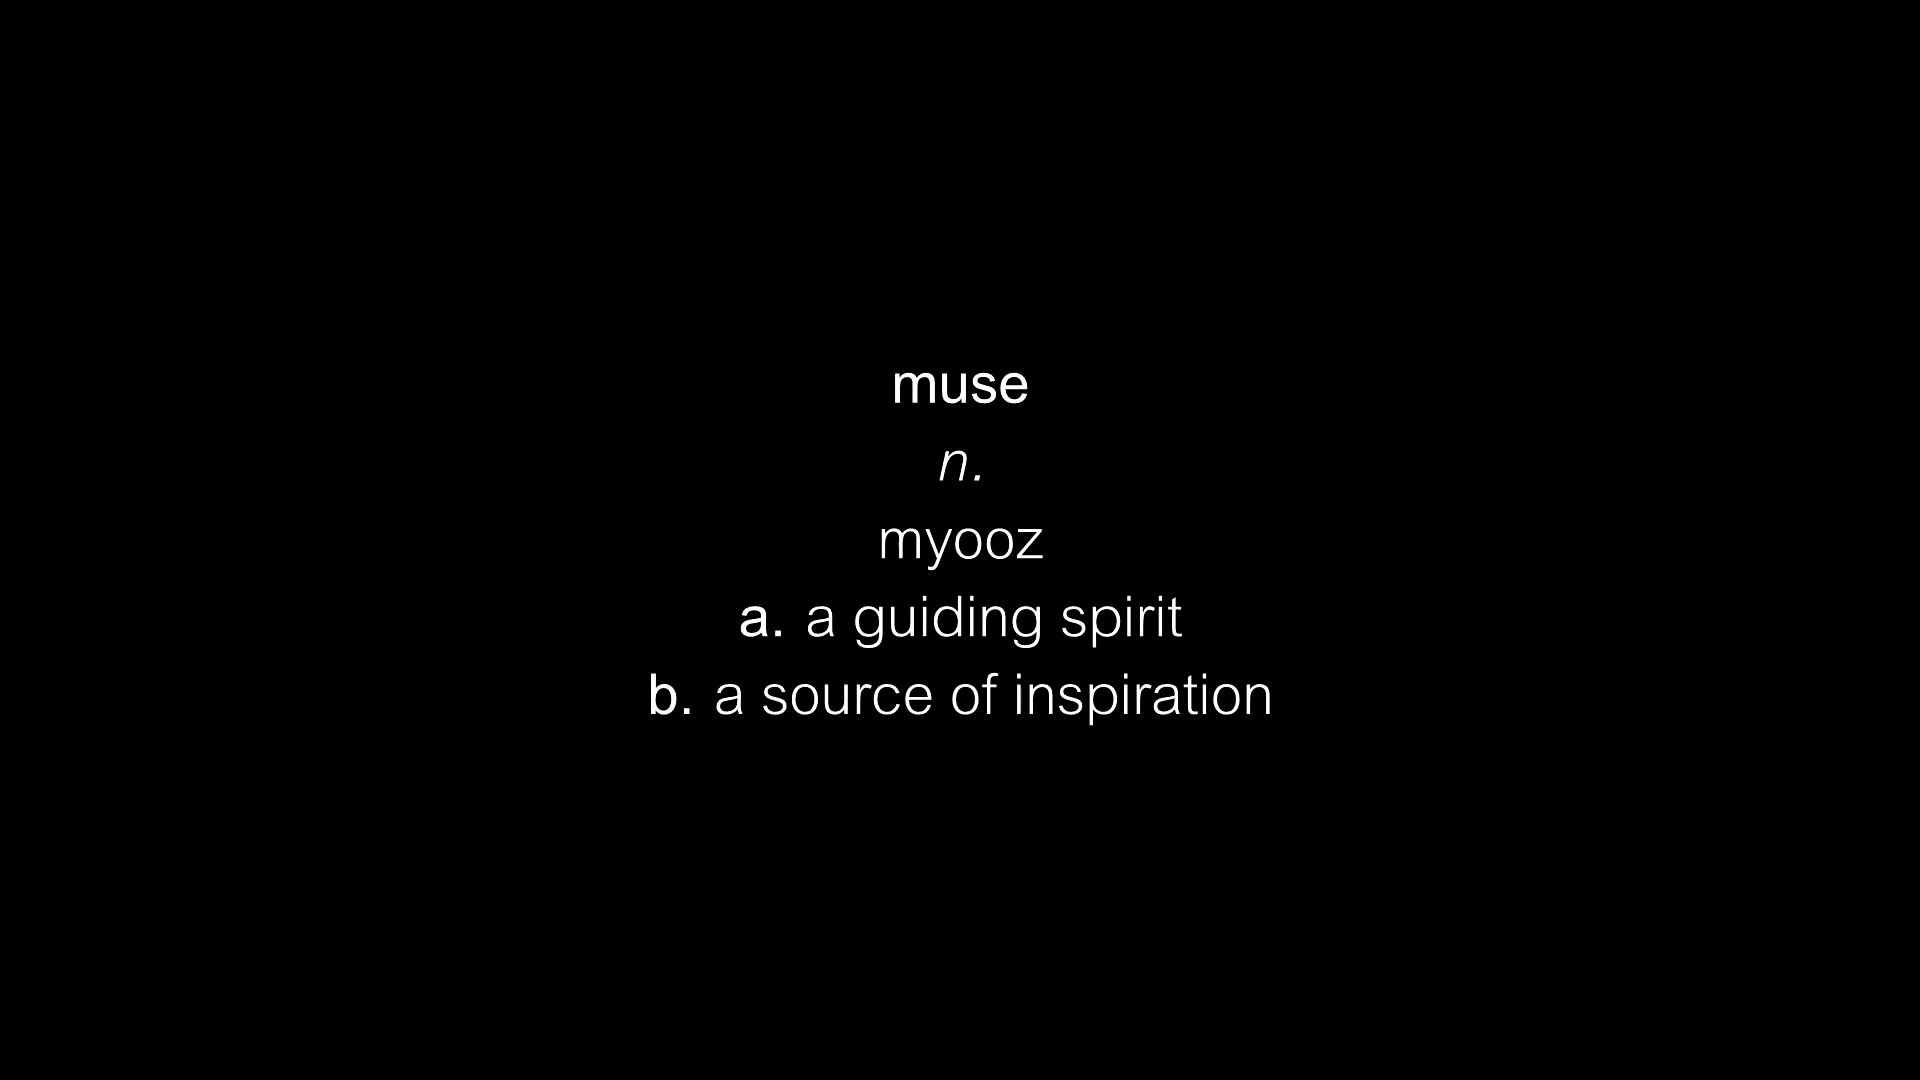 muse
n.
myooz
a. a guiding spirit
b. a source of inspiration